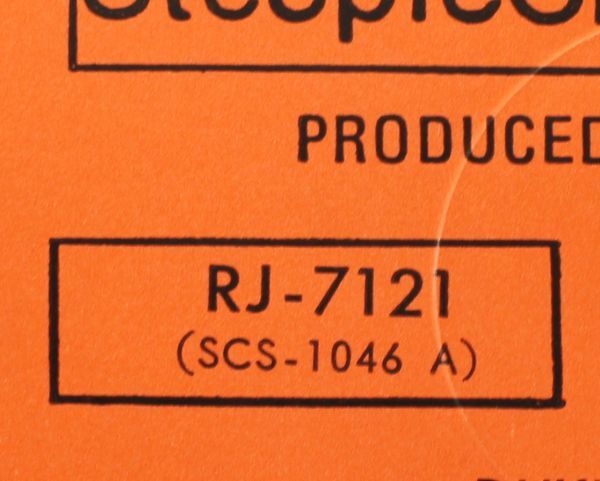 PRODUCED
RJ-7121
(SCS-1046 A)